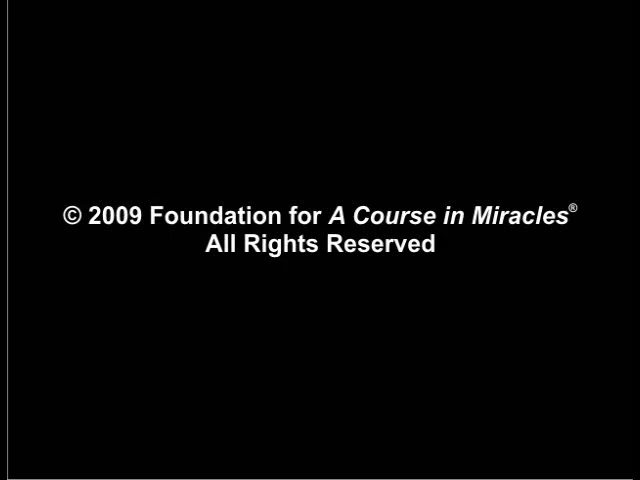 © 2009 Foundation for A Course in Miracles®
All Rights Reserved